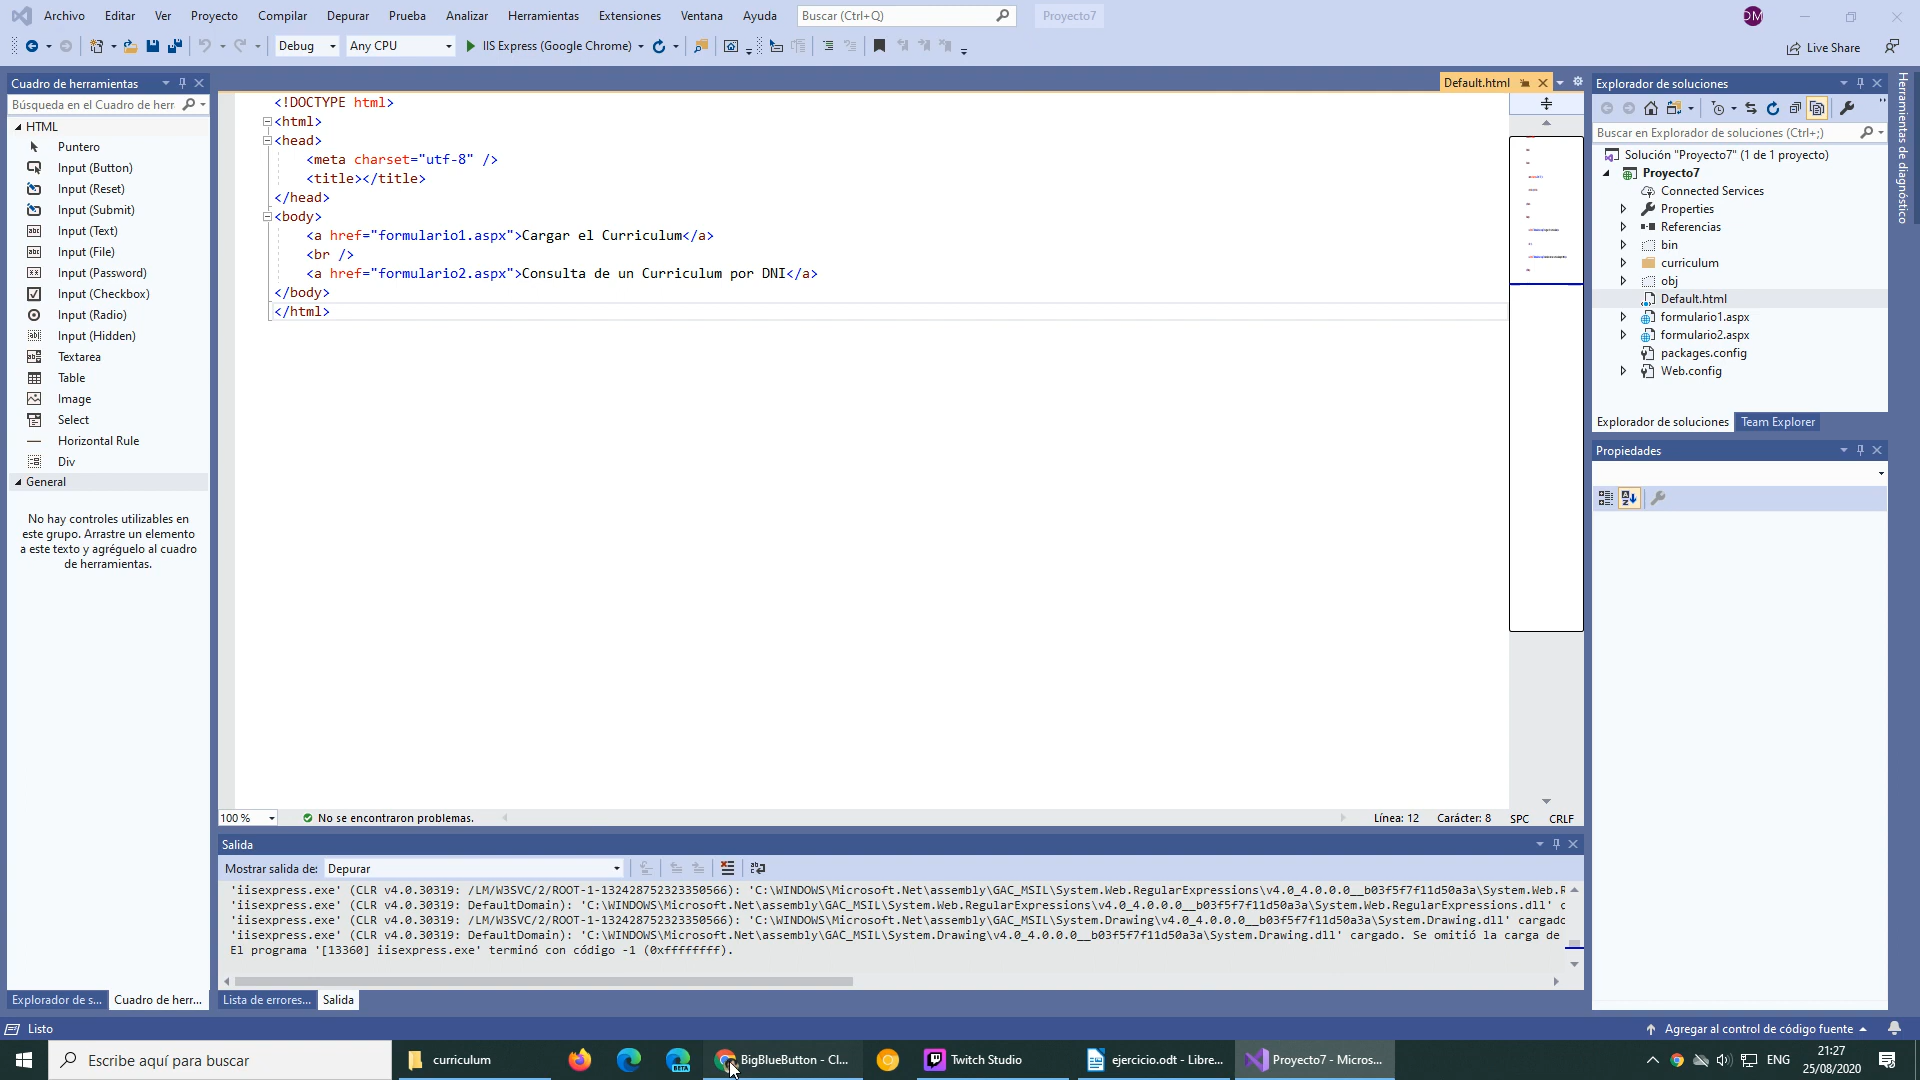 Archivo Editar Ver Proyecto Compilar Depurar Prueba Analizar Herramientas Extensiones Ventana Ayuda Buscar (Ctrl+Q) Proyecto7 DM
Debug Any CPU IIS Express (Google Chrome) Live Share
Cuadro de herramientas
Búsqueda en el Cuadro de herr
HTML
Puntero
Input (Button)
Input (Reset)
Input (Submit)
Input (Text)
Input (File)
Input (Password)
Input (Checkbox)
Input (Radio)
Input (Hidden)
Textarea
Table
Image
Select
Horizontal Rule
Div
General
No hay controles utilizables en
este grupo. Arrastre un elemento
a este texto y agréguelo al cuadro
de herramientas.
Explorador de s... Cuadro de herr...
Default.html
<!DOCTYPE html>
<html>
<head>
<meta charset="utf-8" />
<title></title>
</head>
<body>
<a href="formulario1.aspx">Cargar el Curriculum</a>
<br />
<a href="formulario2.aspx">Consulta de un Curriculum por DNI</a>
</body>
</html>
100 % No se encontraron problemas. Línea: 12 Carácter: 8 SPC CRLF
Salida
Mostrar salida de: Depurar
'iisexpress.exe' (CLR v4.0.30319: /LM/W3SVC/2/ROOT-1-132428752323350566): 'C:\WINDOWS\Microsoft.Net\assembly\GAC_MSIL\System.Web.RegularExpressions\v4.0_4.0.0.0__b03f5f7f11d50a3a\System.Web.R
'iisexpress.exe' (CLR v4.0.30319: DefaultDomain): 'C:\WINDOWS\Microsoft.Net\assembly\GAC_MSIL\System.Web.RegularExpressions\v4.0_4.0.0.0__b03f5f7f11d50a3a\System.Web.RegularExpressions.dll' c
'iisexpress.exe' (CLR v4.0.30319: /LM/W3SVC/2/ROOT-1-132428752323350566): 'C:\WINDOWS\Microsoft.Net\assembly\GAC_MSIL\System.Drawing\v4.0_4.0.0.0__b03f5f7f11d50a3a\System.Drawing.dll' cargado
'iisexpress.exe' (CLR v4.0.30319: DefaultDomain): 'C:\WINDOWS\Microsoft.Net\assembly\GAC_MSIL\System.Drawing\v4.0_4.0.0.0__b03f5f7f11d50a3a\System.Drawing.dll' cargado. Se omitió la carga de
El programa '[13360] iisexpress.exe' terminó con código -1 (0xffffffff).
Lista de errores... Salida
Explorador de soluciones
Buscar en Explorador de soluciones (Ctrl+;)
Solución "Proyecto7" (1 de 1 proyecto)
Proyecto7
Connected Services
Properties
Referencias
bin
curriculum
obj
Default.html
formulario1.aspx
formulario2.aspx
packages.config
Web.config
Explorador de soluciones Team Explorer
Propiedades
Herramientas de diagnóstico
Listo Agregar al control de código fuente
Escribe aquí para buscar curriculum BETA BigBlueButton - Cl... Twitch Studio ejercicio.odt - Libre... Proyecto7 - Micros... ENG 21:27
25/08/2020